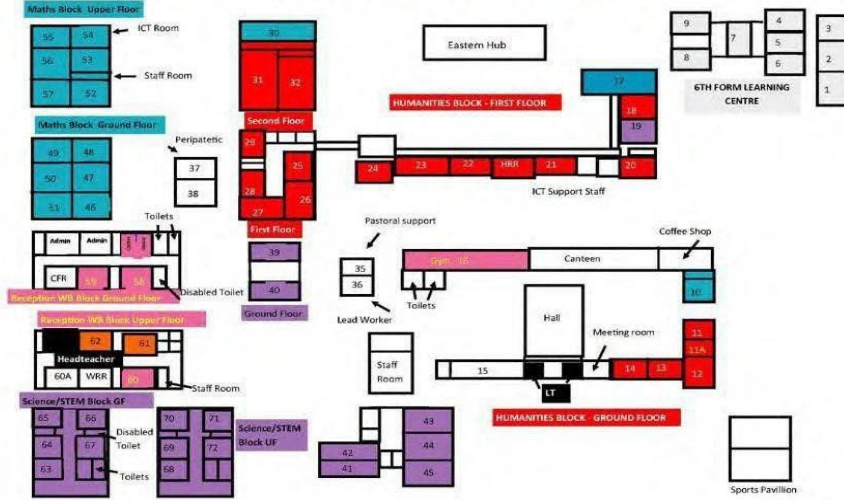 Maths Block Upper Floor
55
54
ICT Room
56
53
Staff Room
57
52
Maths Block Ground Floor
49
48
50
47
51
46
Peripatetic
37
38
30
31
32
Second Floor
29
25
28
26
27
First Floor
39
40
Ground Floor
Eastern Hub
HUMANITIES BLOCK - FIRST FLOOR
17
18
19
24
23
22
HRR
21
20
ICT Support Staff
9
8
7
4
5
6
6TH FORM LEARNING
CENTRE
3
2
1
Toilets
Admin
Admin
CFR
59
58
Disabled Toilet
Reception WB Block Ground Floor
Reception WB Block Upper Floor
62
61
Headteacher
60A
WRR
60
Staff Room
Pastoral support
35
36
Lead Worker
Gym 16
Canteen
Coffee Shop
Toilets
10
Hall
Meeting room
15
LT
14
13
11
11A
12
HUMANITIES BLOCK - GROUND FLOOR
Staff
Room
Science/STEM Block GF
65
66
64
67
63
Disabled
Toilet
Toilets
70
71
69
72
68
Science/STEM
Block UF
43
42
44
41
45
Sports Pavillion